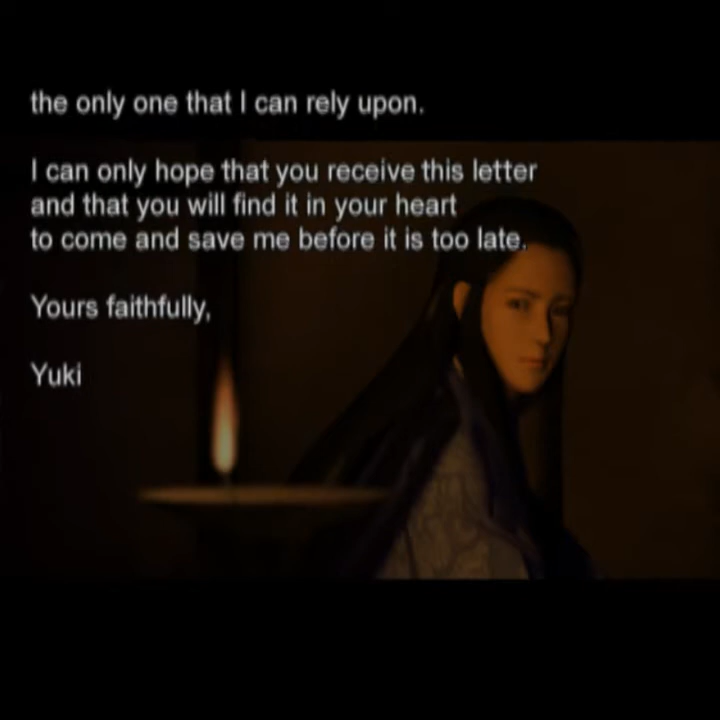 the only one that I can rely upon.
I can only hope that you receive this letter
and that you will find it in your heart
to come and save me before it is too late.
Yours faithfully,
Yuki